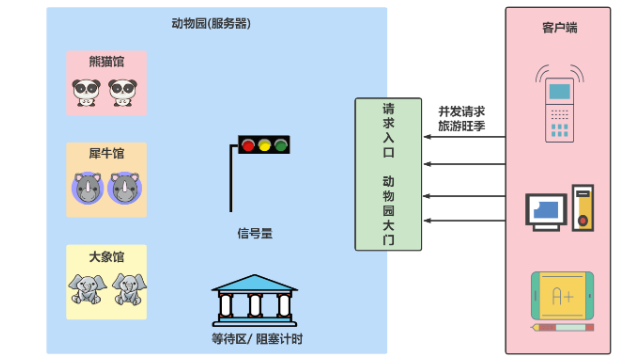 动物园(服务器)
客户端
熊猫馆
请求入口
动物园大门
并发请求
旅游旺季
犀牛馆
信号量
大象馆
A+
等待区/ 阻塞计时